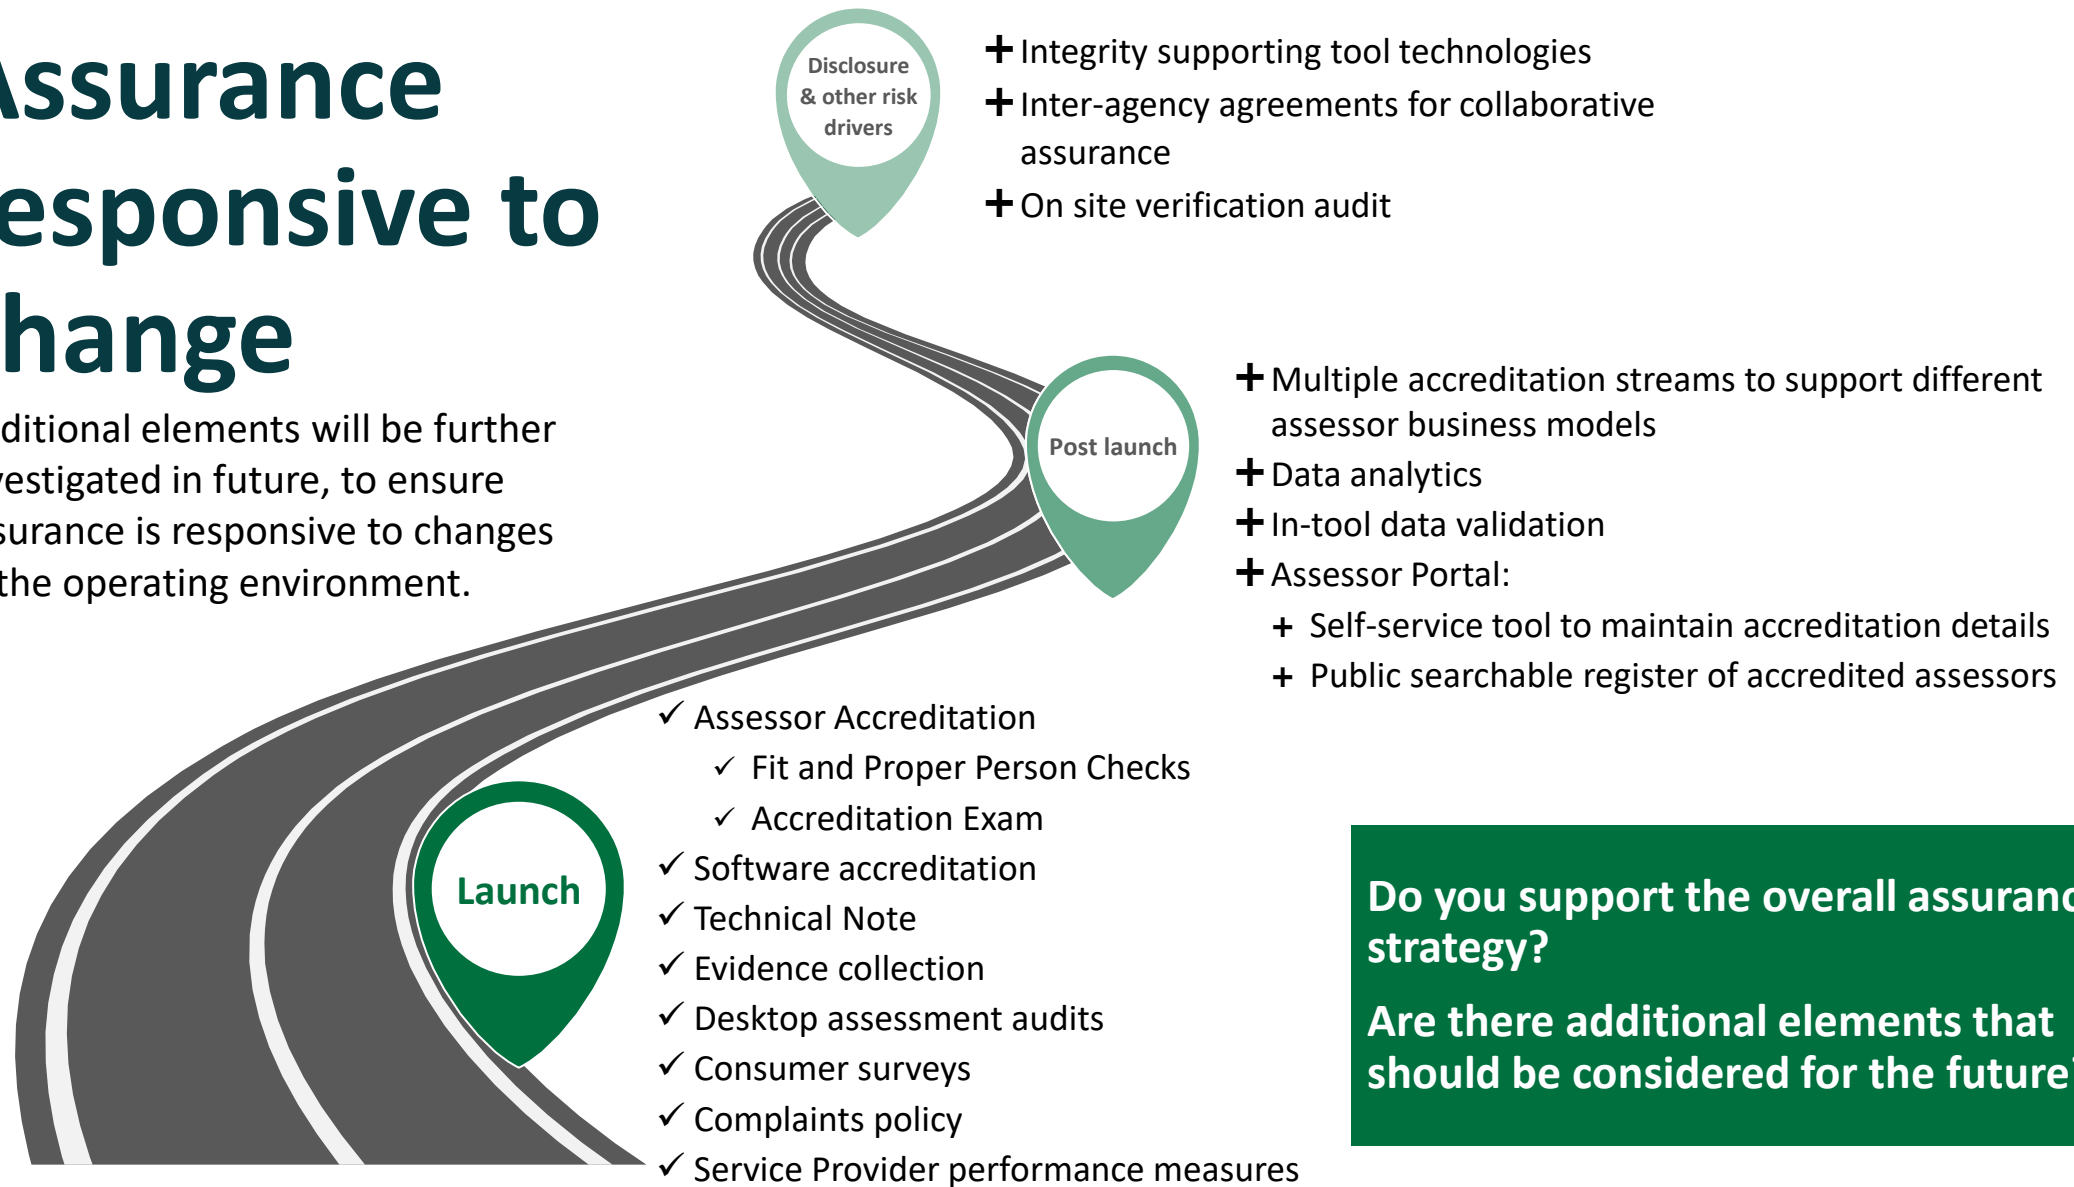 Assurance
esponsive to
hange
ditional elements will be further
vestigated in future, to ensure
surance is responsive to changes
the operating environment.
Disclosure
& other risk
drivers
+ Integrity supporting tool technologies
+ Inter-agency agreements for collaborative
assurance
+ On site verification audit
Post launch
+ Multiple accreditation streams to support different
assessor business models
+ Data analytics
+ In-tool data validation
+ Assessor Portal:
+ Self-service tool to maintain accreditation details
+ Public searchable register of accredited assessors
Launch
✓ Assessor Accreditation
✓ Fit and Proper Person Checks
✓ Accreditation Exam
✓ Software accreditation
✓ Technical Note
✓ Evidence collection
✓ Desktop assessment audits
✓ Consumer surveys
✓ Complaints policy
✓ Service Provider performance measures
Do you support the overall assuranc
strategy?
Are there additional elements that
should be considered for the future?